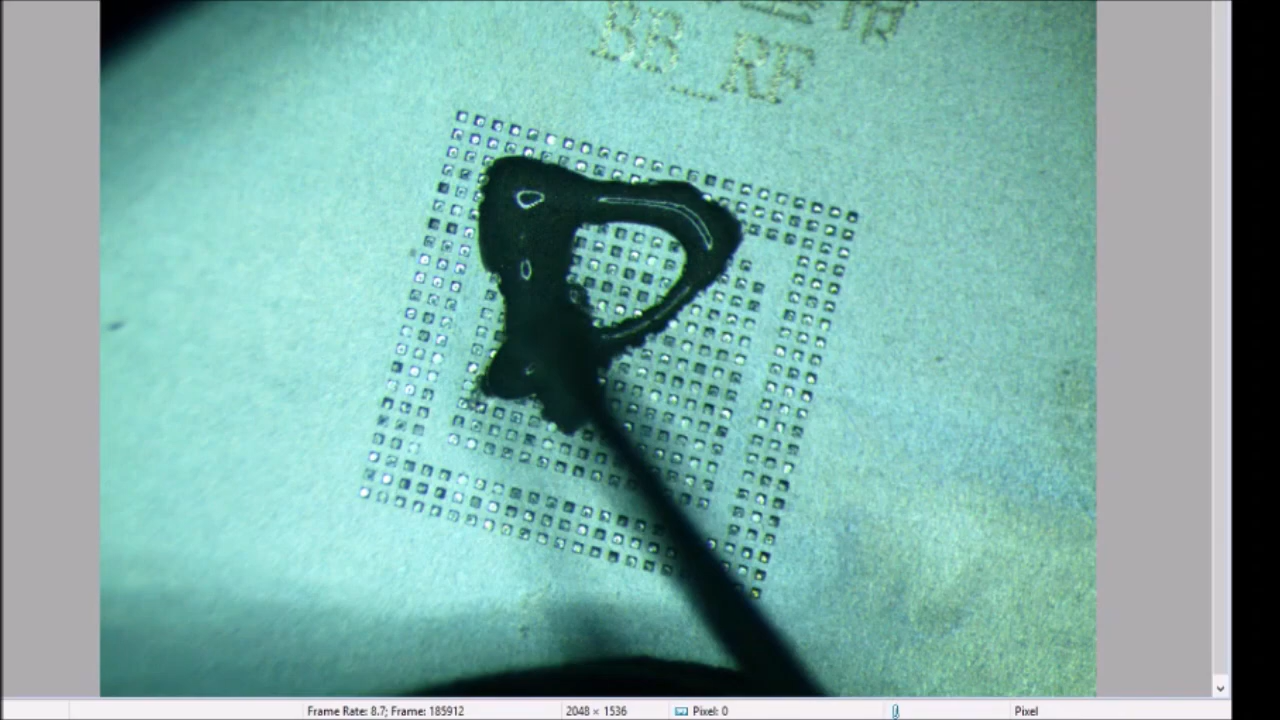 BB_RF
Frame Rate: 8.7; Frame: 185912
2048 × 1536
Pixel: 0
Pixel